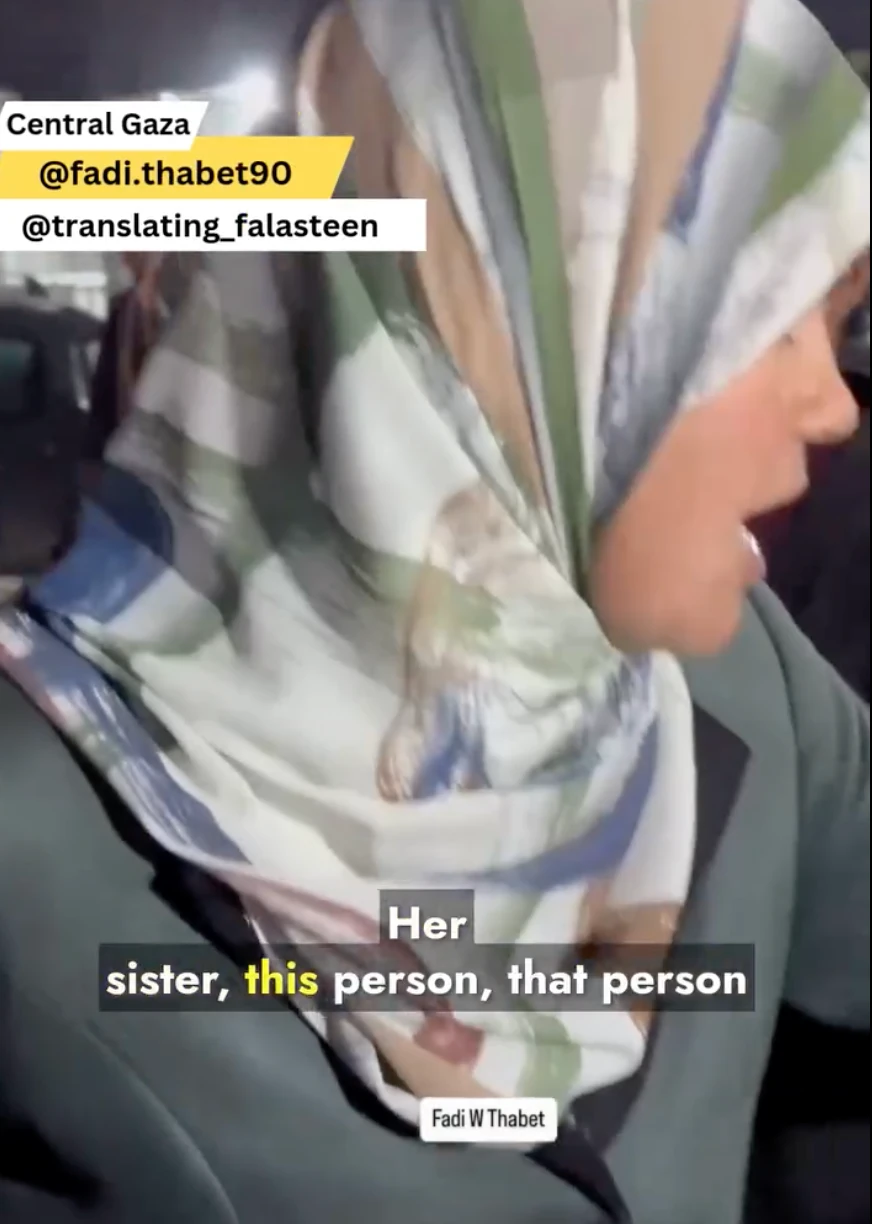 Central Gaza
@fadi.thabet90
@translating_falasteen
Her
sister, this person, that person
Fadi W Thabet